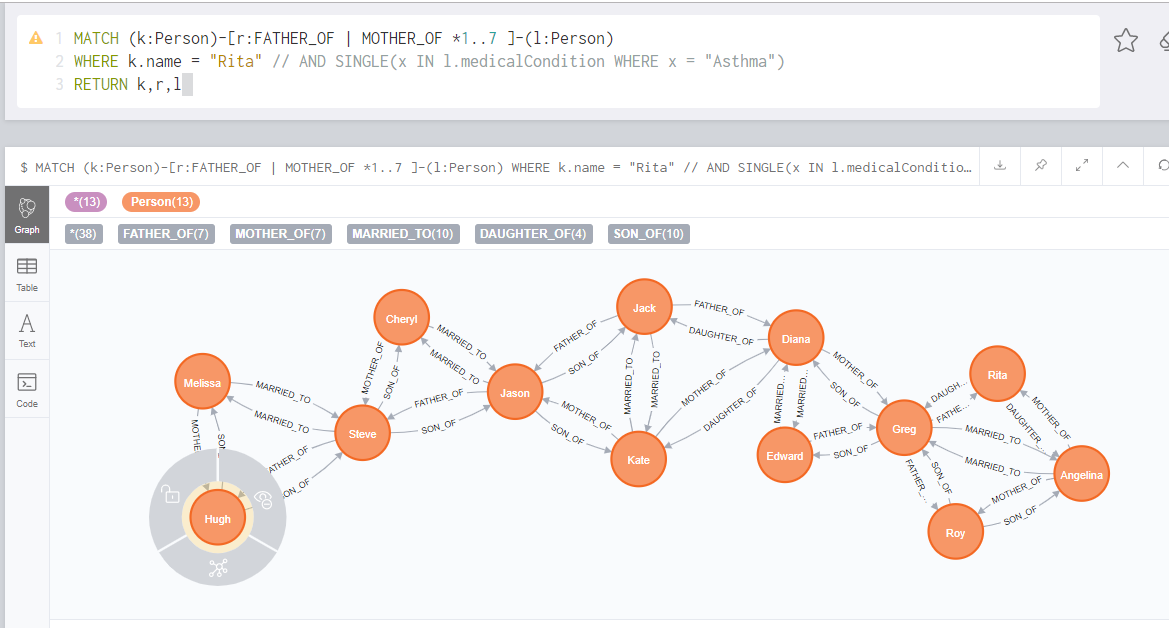 1 MATCH (k:Person)-[r:FATHER_OF | MOTHER_OF *1..7 ]-(l:Person)
2 WHERE k.name = "Rita" // AND SINGLE(x IN l.medicalCondition WHERE x = "Asthma")
3 RETURN k,r,l
$ MATCH (k:Person)-[r:FATHER_OF | MOTHER_OF *1..7 ]-(l:Person) WHERE k.name = "Rita" // AND SINGLE(x IN l.medicalConditio…
*(13) Person(13)
*(38) FATHER_OF(7) MOTHER_OF(7) MARRIED_TO(10) DAUGHTER_OF(4) SON_OF(10)
Graph
Table
A
Text
Code
Melissa
MARRIED_TO
MARRIED_TO
MOTHE
SON_
Hugh
ATHER_OF
ON_OF
Steve
MOTHER_OF
SON_OF
Cheryl
MARRIED_TO
MARRIED_TO
FATHER_OF
SON_OF
Jason
FATHER_OF
SON_OF
MOTHER_OF
SON_OF
Jack
MARRIED_TO
MARRIED_TO
Kate
FATHER_OF
DAUGHTER_OF
MOTHER_OF
DAUGHTER_OF
Diana
MARRIED…
MARRIED…
Edward
MOTHER_OF
SON_OF
FATHER_OF
SON_OF
Greg
DAUGH…
FATHE…
Rita
MARRIED_TO
MARRIED_TO
DAUGHTER…
MOTHER_OF
Angelina
FATHER_…
SON_OF
MOTHER_OF
SON_OF
Roy